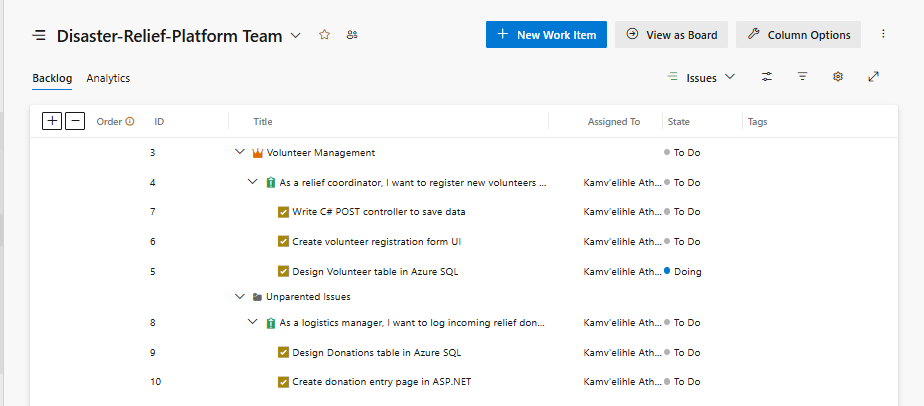 Disaster-Relief-Platform Team
New Work Item
View as Board
Column Options
Backlog
Analytics
Issues
Order
ID
Title
Assigned To
State
Tags
3 Volunteer Management To Do
4 As a relief coordinator, I want to register new volunteers ... Kamv'elihle Ath... To Do
7 Write C# POST controller to save data Kamv'elihle Ath... To Do
6 Create volunteer registration form UI Kamv'elihle Ath... To Do
5 Design Volunteer table in Azure SQL Kamv'elihle Ath... Doing
Unparented Issues
8 As a logistics manager, I want to log incoming relief don... Kamv'elihle Ath... To Do
9 Design Donations table in Azure SQL Kamv'elihle Ath... To Do
10 Create donation entry page in ASP.NET Kamv'elihle Ath... To Do